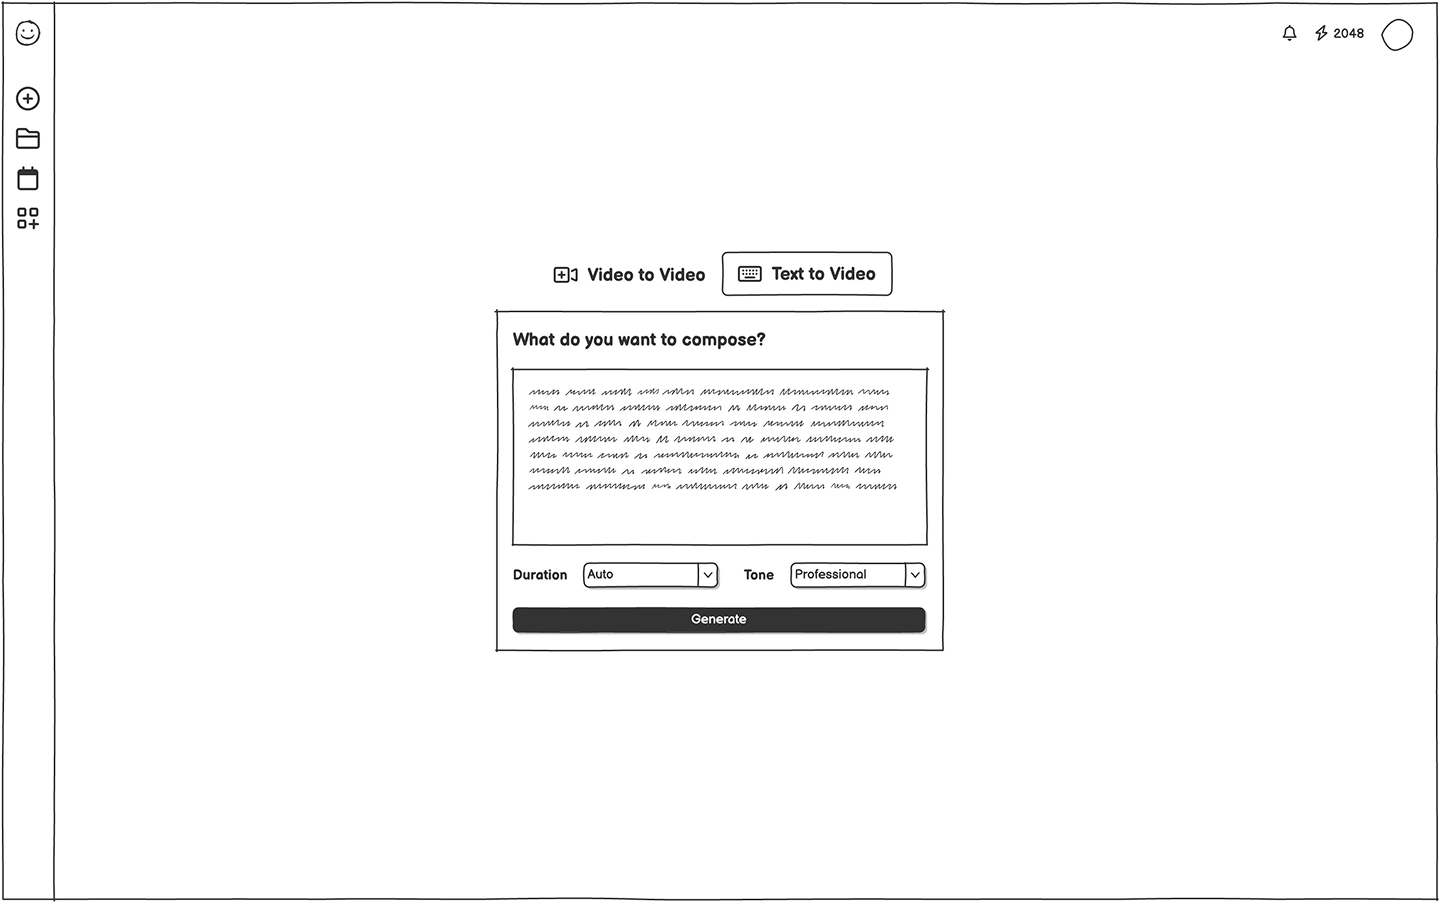 2048
Video to Video
Text to Video
What do you want to compose?
Duration
Auto
Tone
Professional
Generate